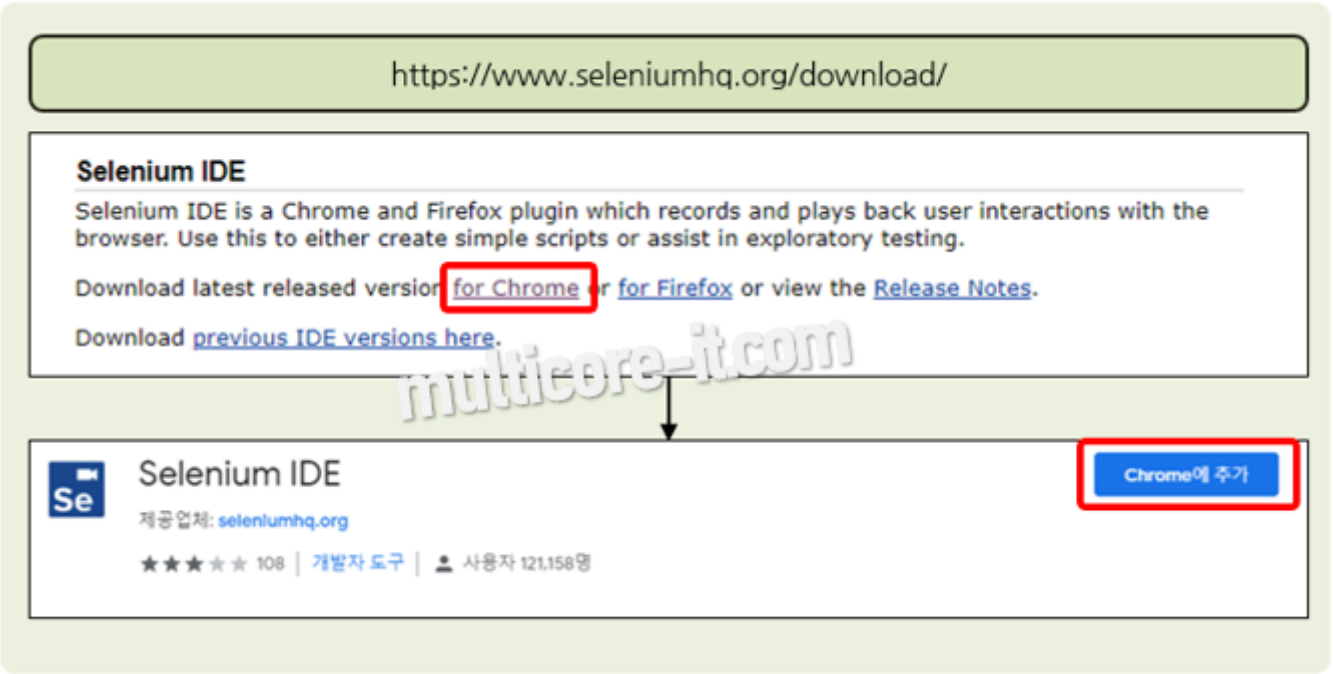 https://www.seleniumhq.org/download/
Selenium IDE
Selenium IDE is a Chrome and Firefox plugin which records and plays back user interactions with the
browser. Use this to either create simple scripts or assist in exploratory testing.
Download latest released version for Chrome or for Firefox or view the Release Notes.
Download previous IDE versions here.
multicore-it.com
Se
Selenium IDE
Chrome에 추가
제공업체: seleniumhq.org
108 | 개발자 도구 | 사용자 121,158명